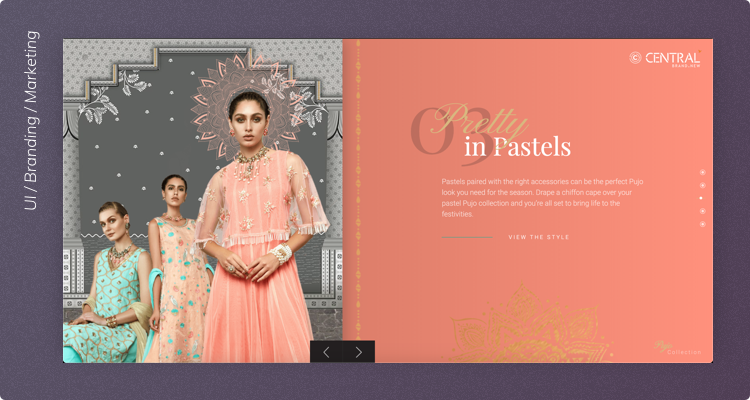 UI / Branding / Marketing
CENTRAL
03
Pretty
in Pastels
Pastels paired with the right accessories can be the perfect Pujo
look you need for the season. Drape a chiffon cape over your
pastel Pujo collection and you're all set to bring life to the
festivities.
VIEW THE STYLE
Pujo
Collection